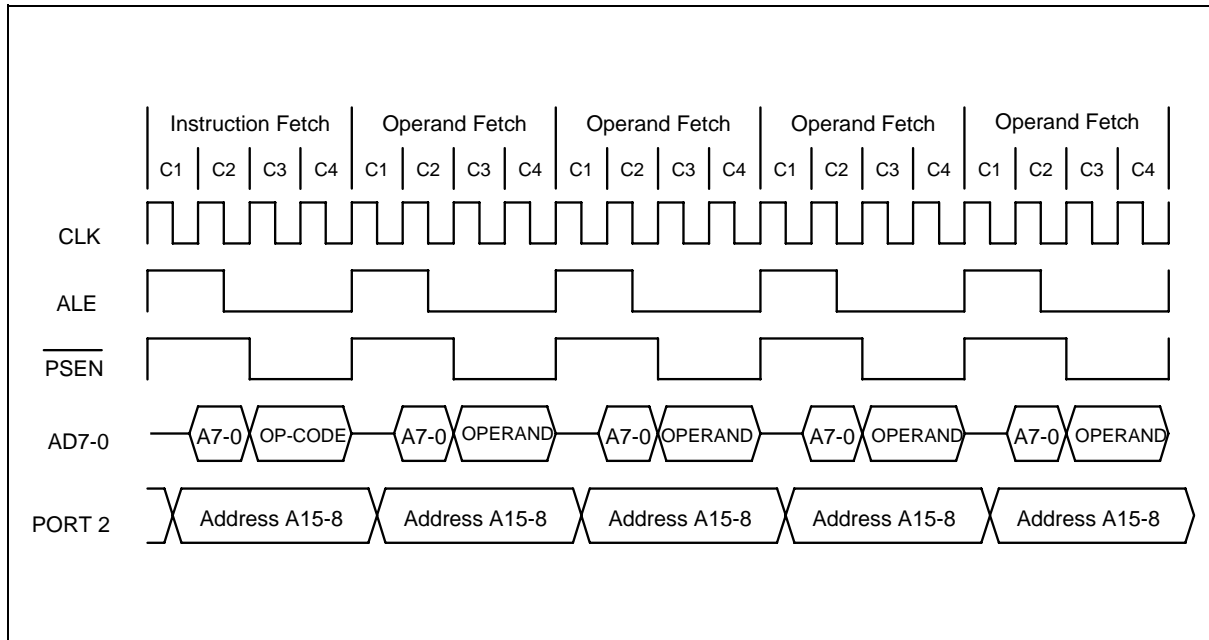 Instruction Fetch Operand Fetch Operand Fetch Operand Fetch Operand Fetch
C1 C2 C3 C4 C1 C2 C3 C4 C1 C2 C3 C4 C1 C2 C3 C4 C1 C2 C3 C4
CLK
ALE
PSEN
AD7-0 A7-0 OP-CODE A7-0 OPERAND A7-0 OPERAND A7-0 OPERAND A7-0 OPERAND
PORT 2 Address A15-8 Address A15-8 Address A15-8 Address A15-8 Address A15-8